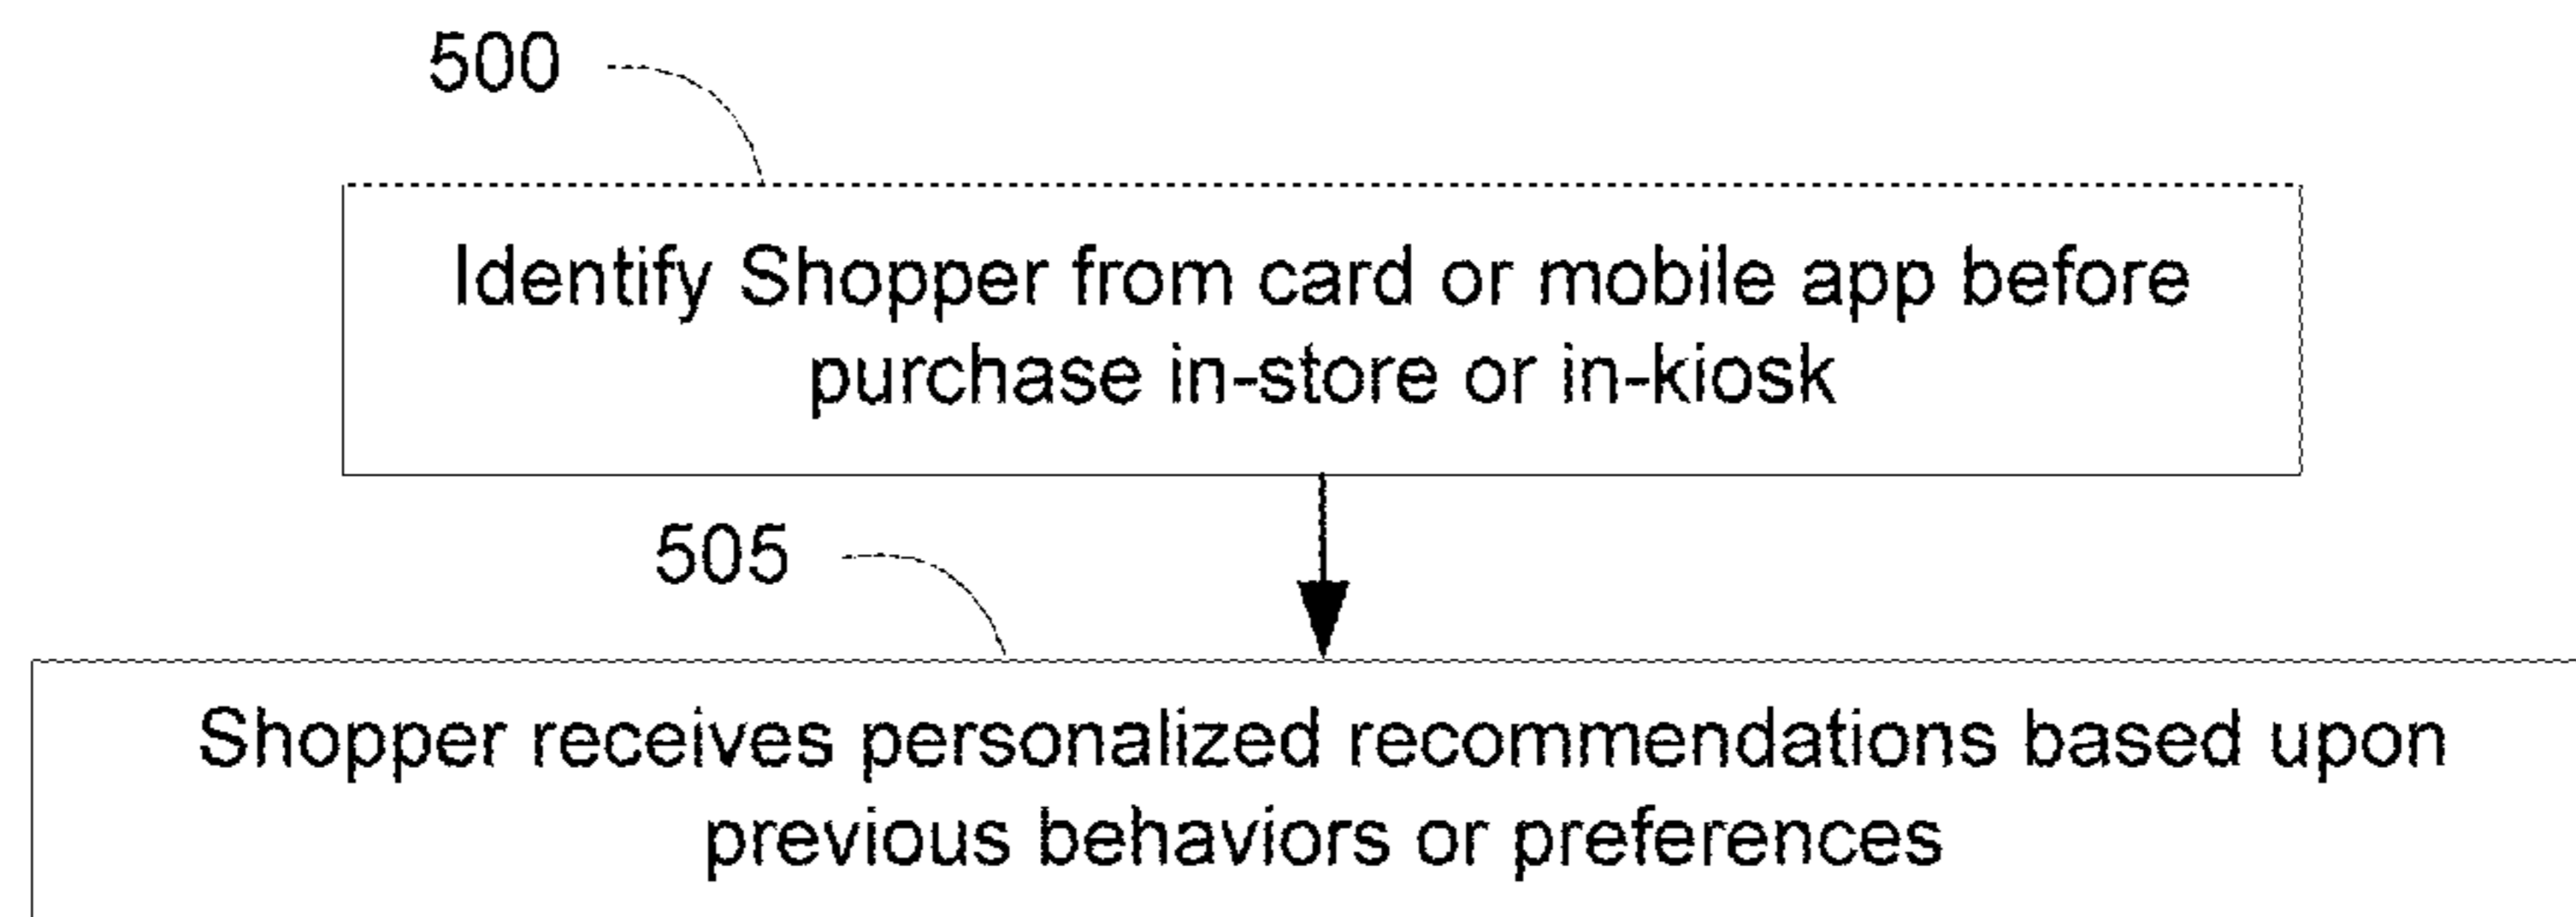 500
Identify Shopper from card or mobile app before
purchase in-store or in-kiosk
505
Shopper receives personalized recommendations based upon
previous behaviors or preferences